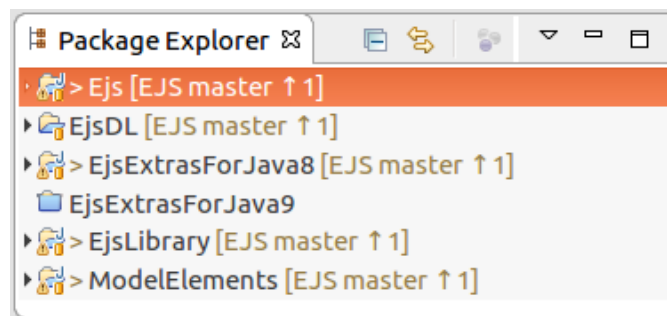 Package Explorer
> Ejs [EJS master ↑ 1]
EjsDL [EJS master ↑ 1]
> EjsExtrasForJava8 [EJS master ↑ 1]
EjsExtrasForJava9
> EjsLibrary [EJS master ↑ 1]
> ModelElements [EJS master ↑ 1]